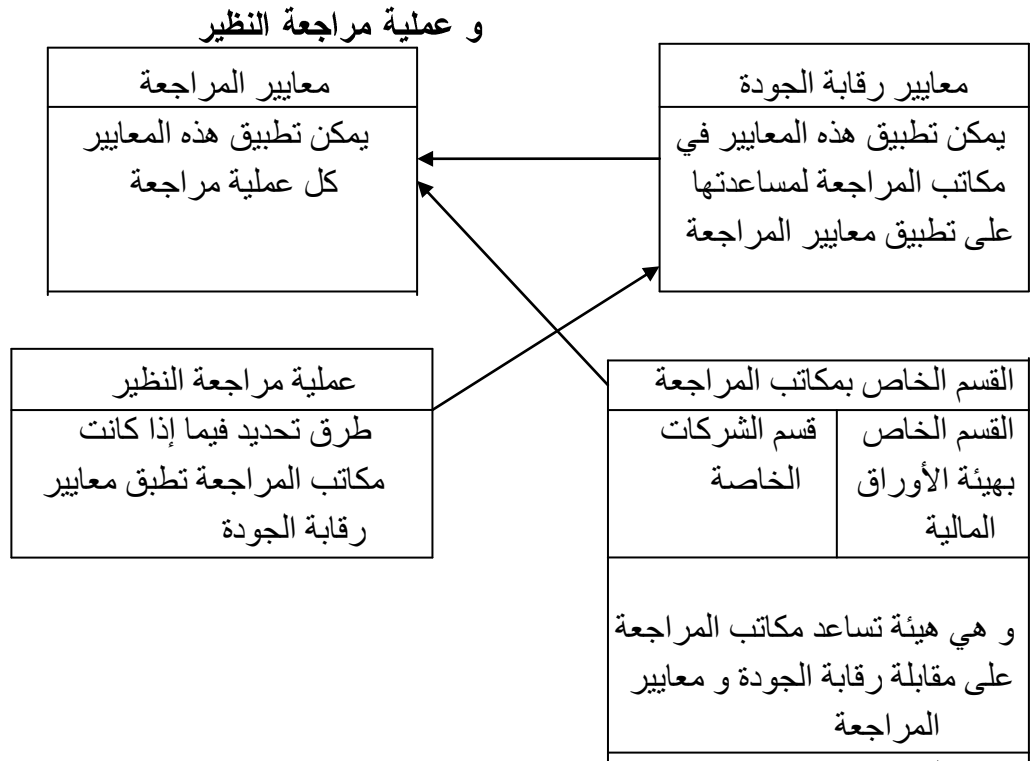 و عملية مراجعة النظير
معايير رقابة الجودة
يمكن تطبيق هذه المعايير في
مكاتب المراجعة لمساعدتها
على تطبيق معايير المراجعة
معايير المراجعة
يمكن تطبيق هذه المعايير
كل عملية مراجعة
القسم الخاص بمكاتب المراجعة
القسم الخاص
بهيئة الأوراق
المالية
قسم الشركات
الخاصة
و هي هيئة تساعد مكاتب المراجعة
على مقابلة رقابة الجودة و معايير
المراجعة
عملية مراجعة النظير
طرق تحديد فيما إذا كانت
مكاتب المراجعة تطبق معايير
رقابة الجودة